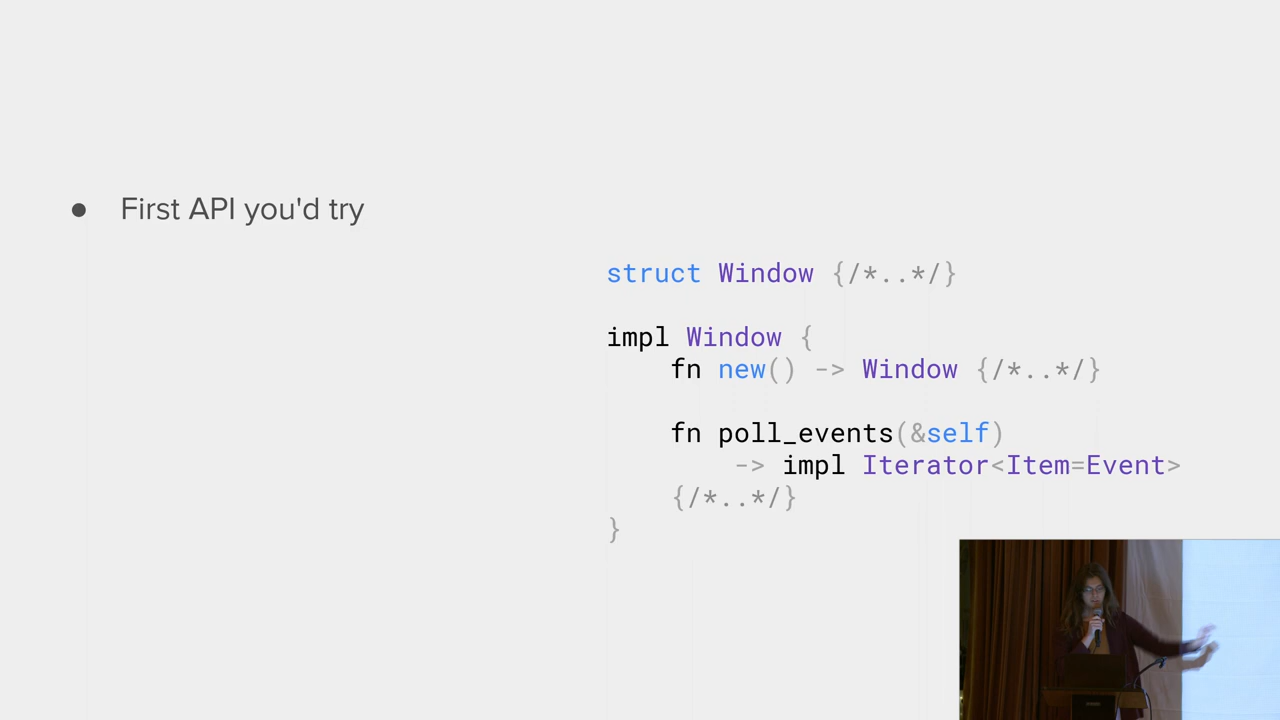 ● First API you'd try
struct Window {/*..*/}
impl Window {
    fn new() -> Window {/*..*/}
    fn poll_events(&self)
        -> impl Iterator<Item=Event>
    {/*..*/}
}